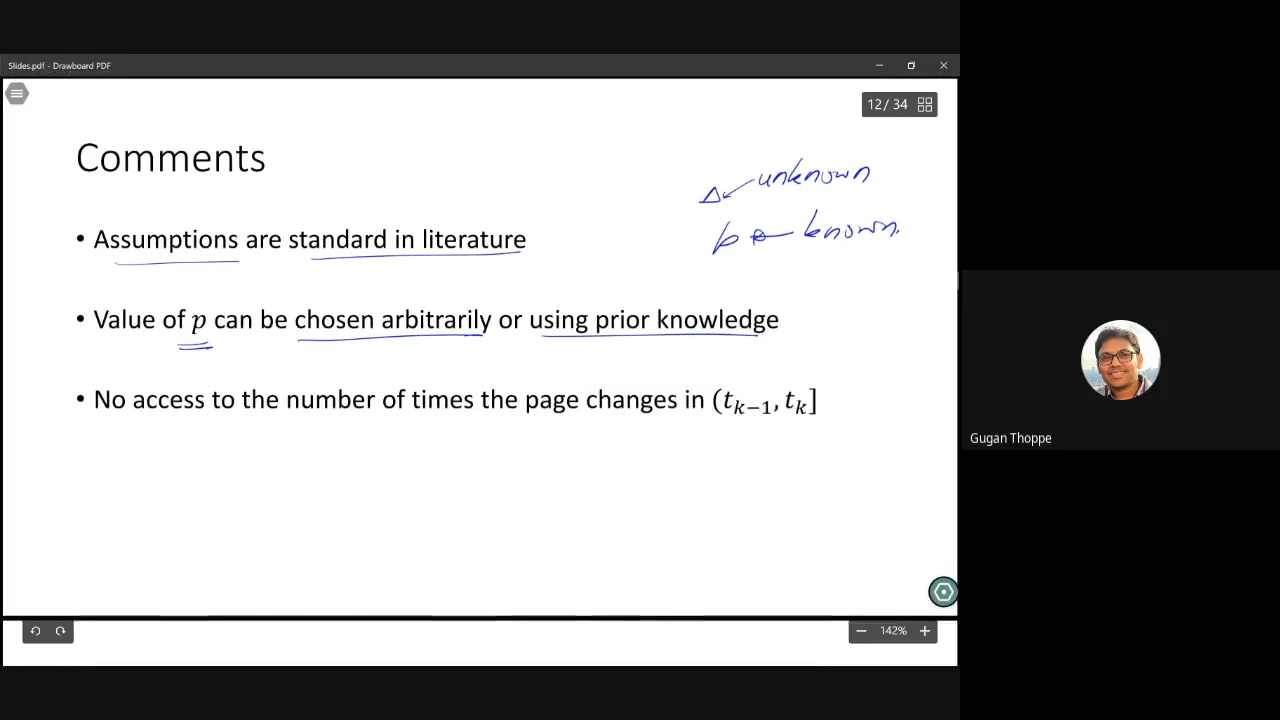 Slides.pdf - Drawboard PDF
12 / 34
Comments
Δ unknown
p known.
• Assumptions are standard in literature
• Value of p can be chosen arbitrarily or using prior knowledge
• No access to the number of times the page changes in (tₖ₋₁, tₖ]
Gugan Thoppe
142%